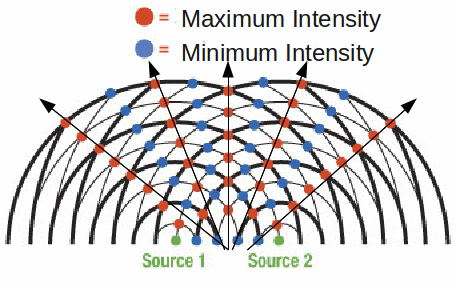 = Maximum Intensity
= Minimum Intensity
Source 1 Source 2